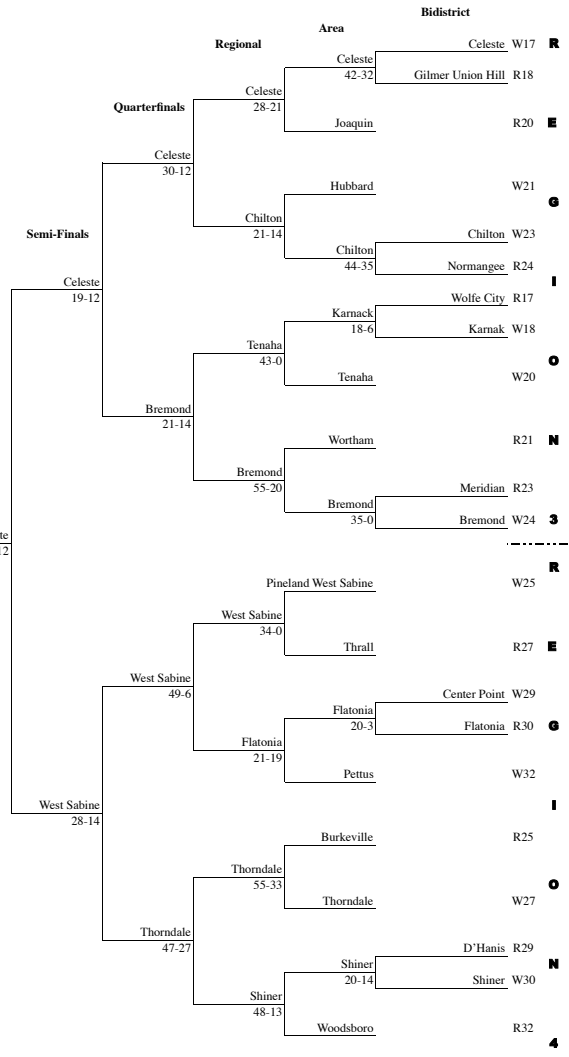 Bidistrict
Area
Regional
Celeste W17 R
Celeste
42-32
Gilmer Union Hill R18
Celeste
28-21
Quarterfinals
Joaquin R20 E
Celeste
30-12
Hubbard W21
G
Chilton
21-14
Semi-Finals
Chilton W23
Chilton
44-35
Normangee R24
I
Celeste
19-12
Wolfe City R17
Karnack
18-6
Karnak W18
Tenaha
43-0
O
Tenaha W20
Bremond
21-14
Wortham R21 N
Bremond
55-20
Meridian R23
Bremond
35-0
Bremond W24 3
te
12
R
Pineland West Sabine W25
West Sabine
34-0
Thrall R27 E
West Sabine
49-6
Center Point W29
Flatonia
20-3
Flatonia R30 G
Flatonia
21-19
Pettus W32
West Sabine
28-14
I
Burkeville R25
Thorndale
55-33
O
Thorndale W27
Thorndale
47-27
D'Hanis R29
N
Shiner
20-14
Shiner W30
Shiner
48-13
Woodsboro R32
4